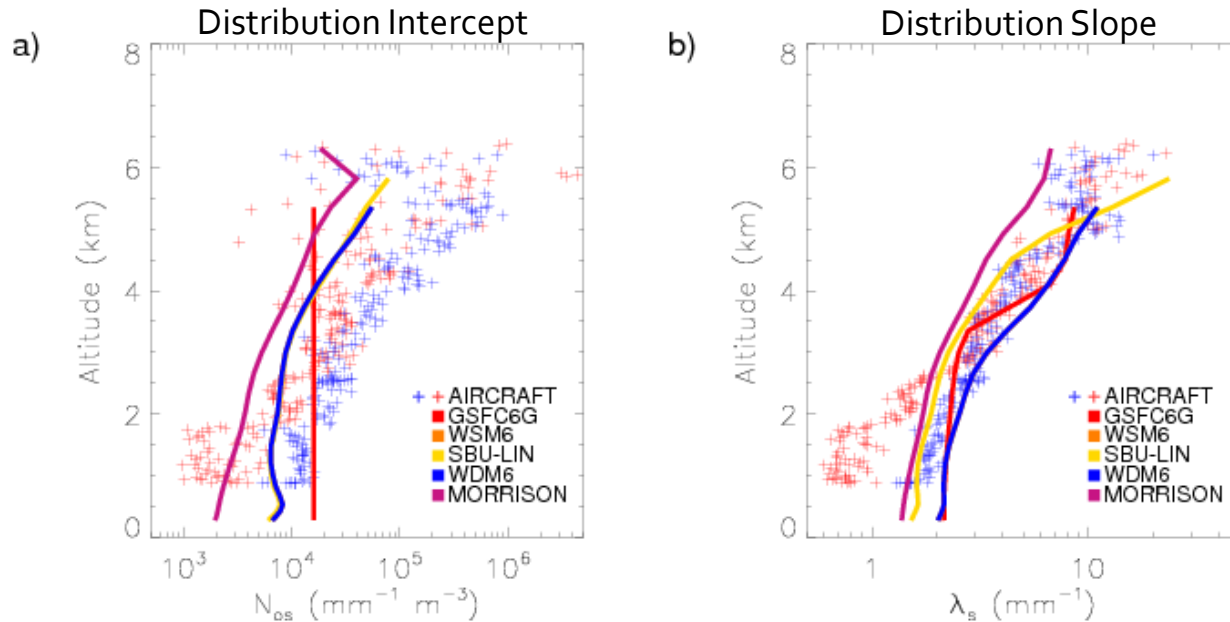 Distribution Intercept
a)
8
6
4
2
0
Altitude (km)
10³ 10⁴ 10⁵ 10⁶
Nos (mm⁻¹ m⁻³)
AIRCRAFT
GSFC6G
WSM6
SBU-LIN
WDM6
MORRISON
Distribution Slope
b)
8
6
4
2
0
Altitude (km)
1 10
λs (mm⁻¹)
AIRCRAFT
GSFC6G
WSM6
SBU-LIN
WDM6
MORRISON